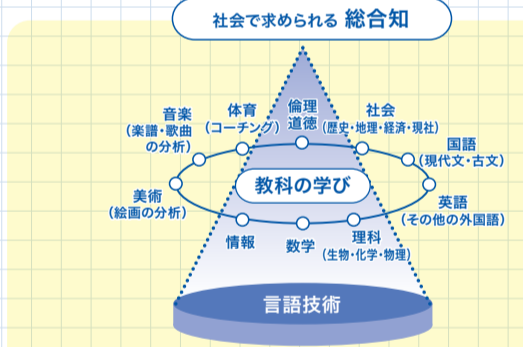 社会で求められる 総合知
音楽
(楽譜・歌曲
の分析)
体育
(コーチング)
倫理
道徳
社会
(歴史・地理・経済・現社)
国語
(現代文・古文)
美術
(絵画の分析)
教科の学び
英語
(その他の外国語)
情報
数学
理科
(生物・化学・物理)
言語技術